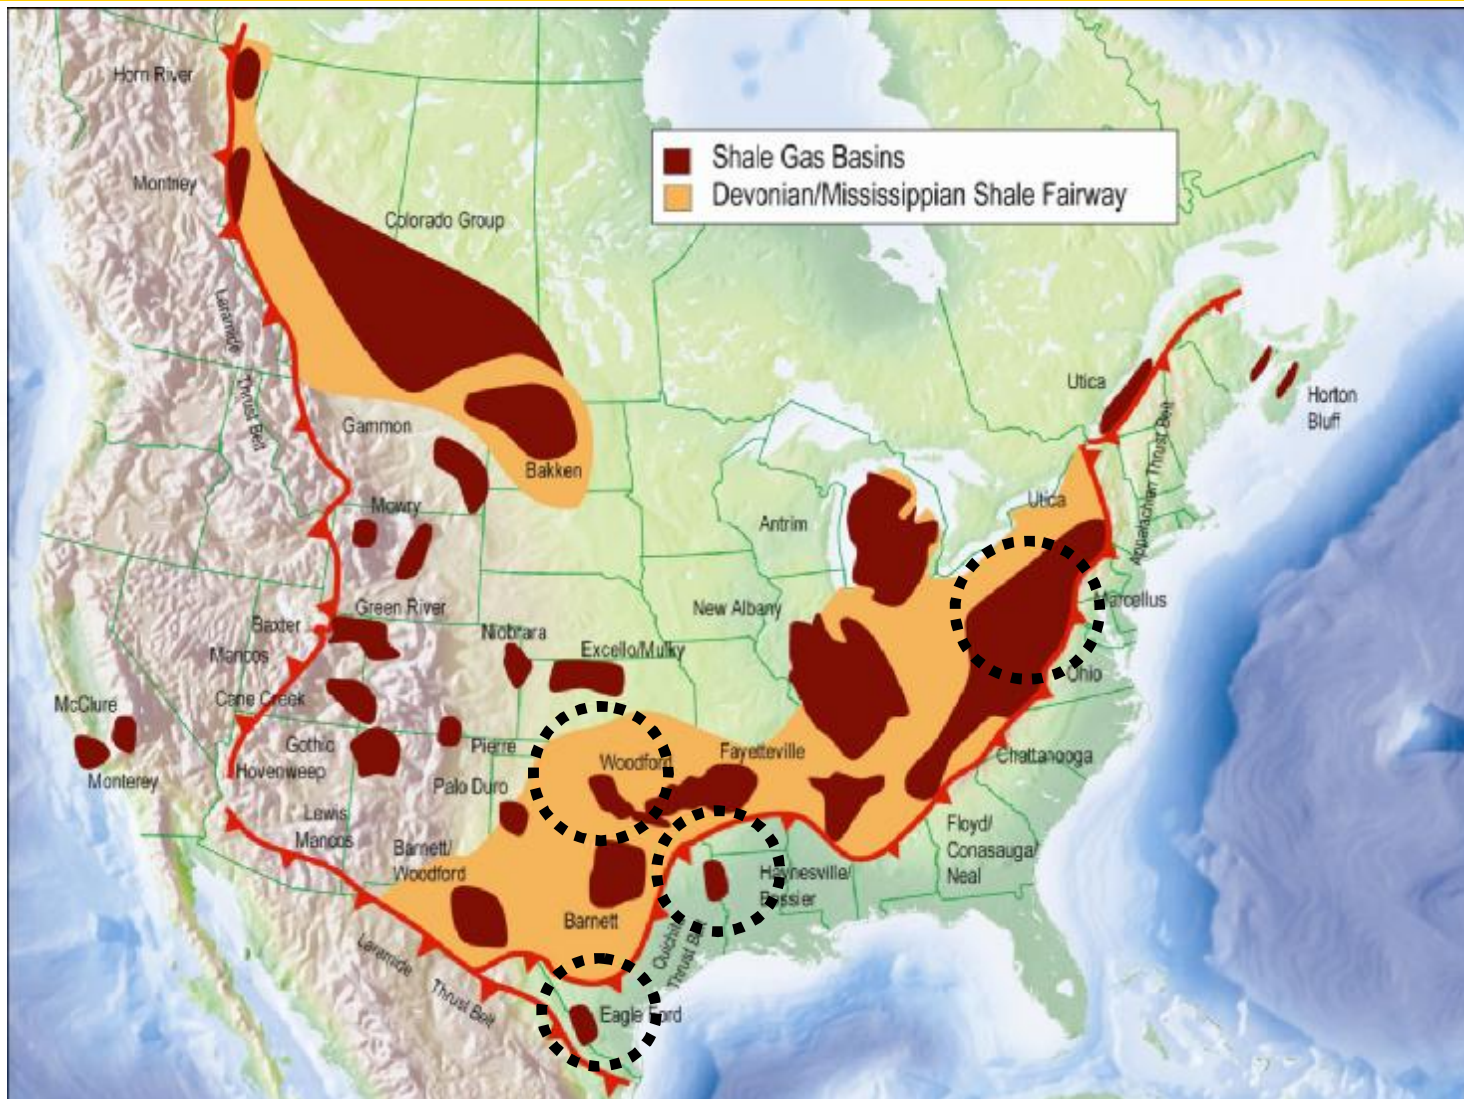 Horn River
Shale Gas Basins
Devonian/Mississippian Shale Fairway
Montney
Colorado Group
Laramide
Thrust Belt
Utica
Horton
Bluff
Gammon
Bakken
Appalachian Thrust Belt
Utica
Mowry
Antrim
Marcellus
Green River
New Albany
Baxter
Niobrara
Mancos
Excello/Mulky
Ohio
Cane Creek
McClure
Gothic
Pierre
Woodford
Fayetteville
Chattanooga
Hovenweep
Monterey
Palo Duro
Lewis
Mancos
Floyd/
Conasauga/
Neal
Barnett/
Woodford
Haynesville/
Bossier
Barnett
Ouichita
Thrust Belt
Laramide
Thrust Belt
Eagle Ford